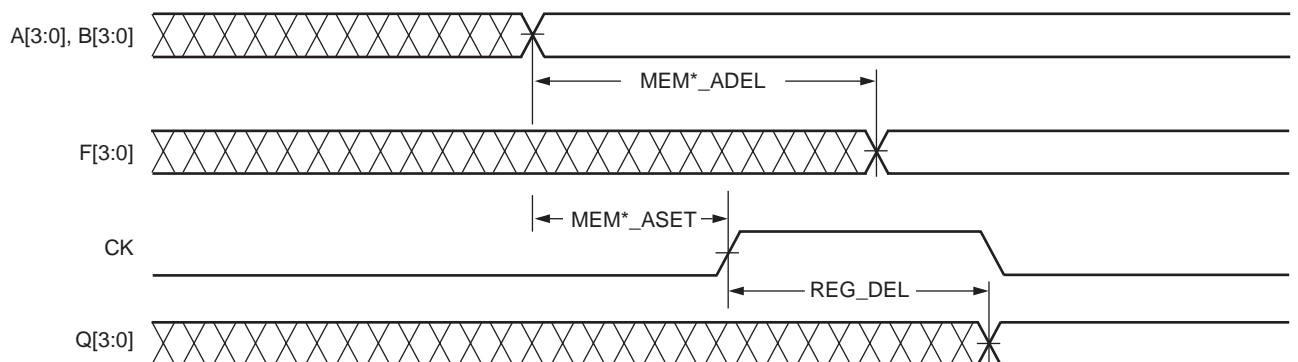 A[3:0], B[3:0]
MEM*_ADEL
F[3:0]
MEM*_ASET
CK
REG_DEL
Q[3:0]